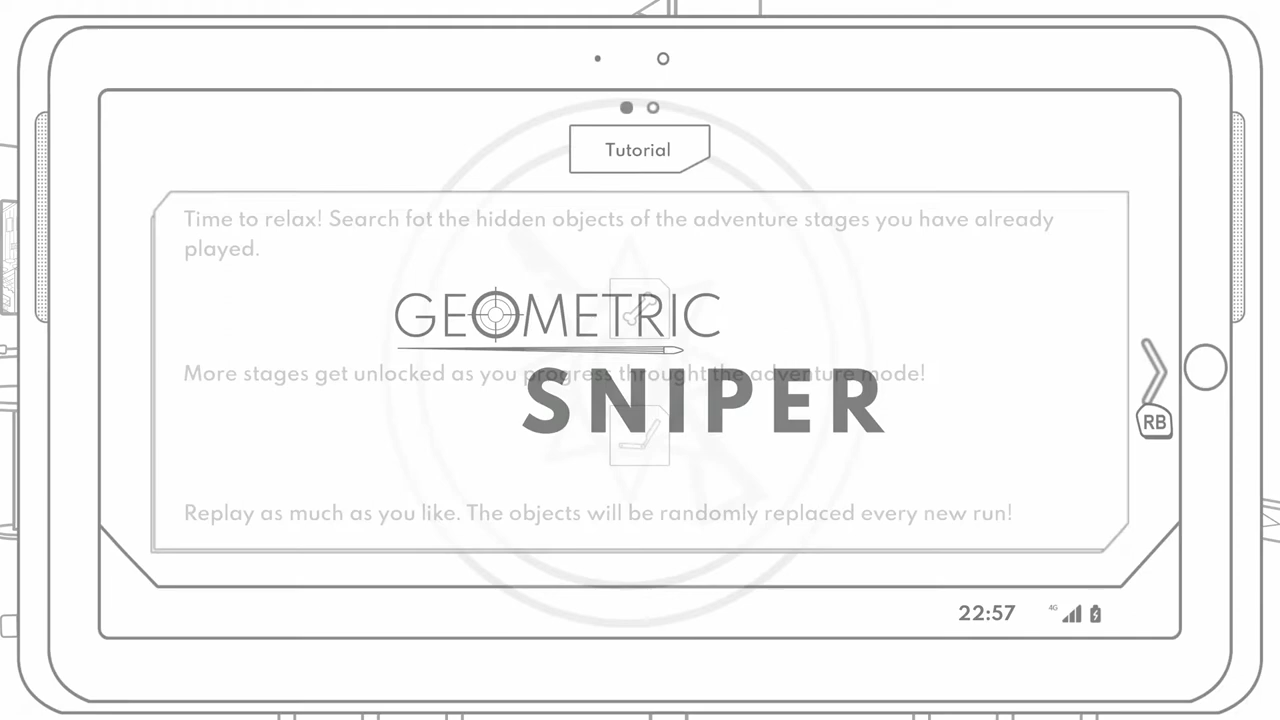 Tutorial
Time to relax! Search fot the hidden objects of the adventure stages you have already
played.
GEOMETRIC
More stages get unlocked as you progress throught the adventure mode!
SNIPER
RB
Replay as much as you like. The objects will be randomly replaced every new run!
22:57 4G